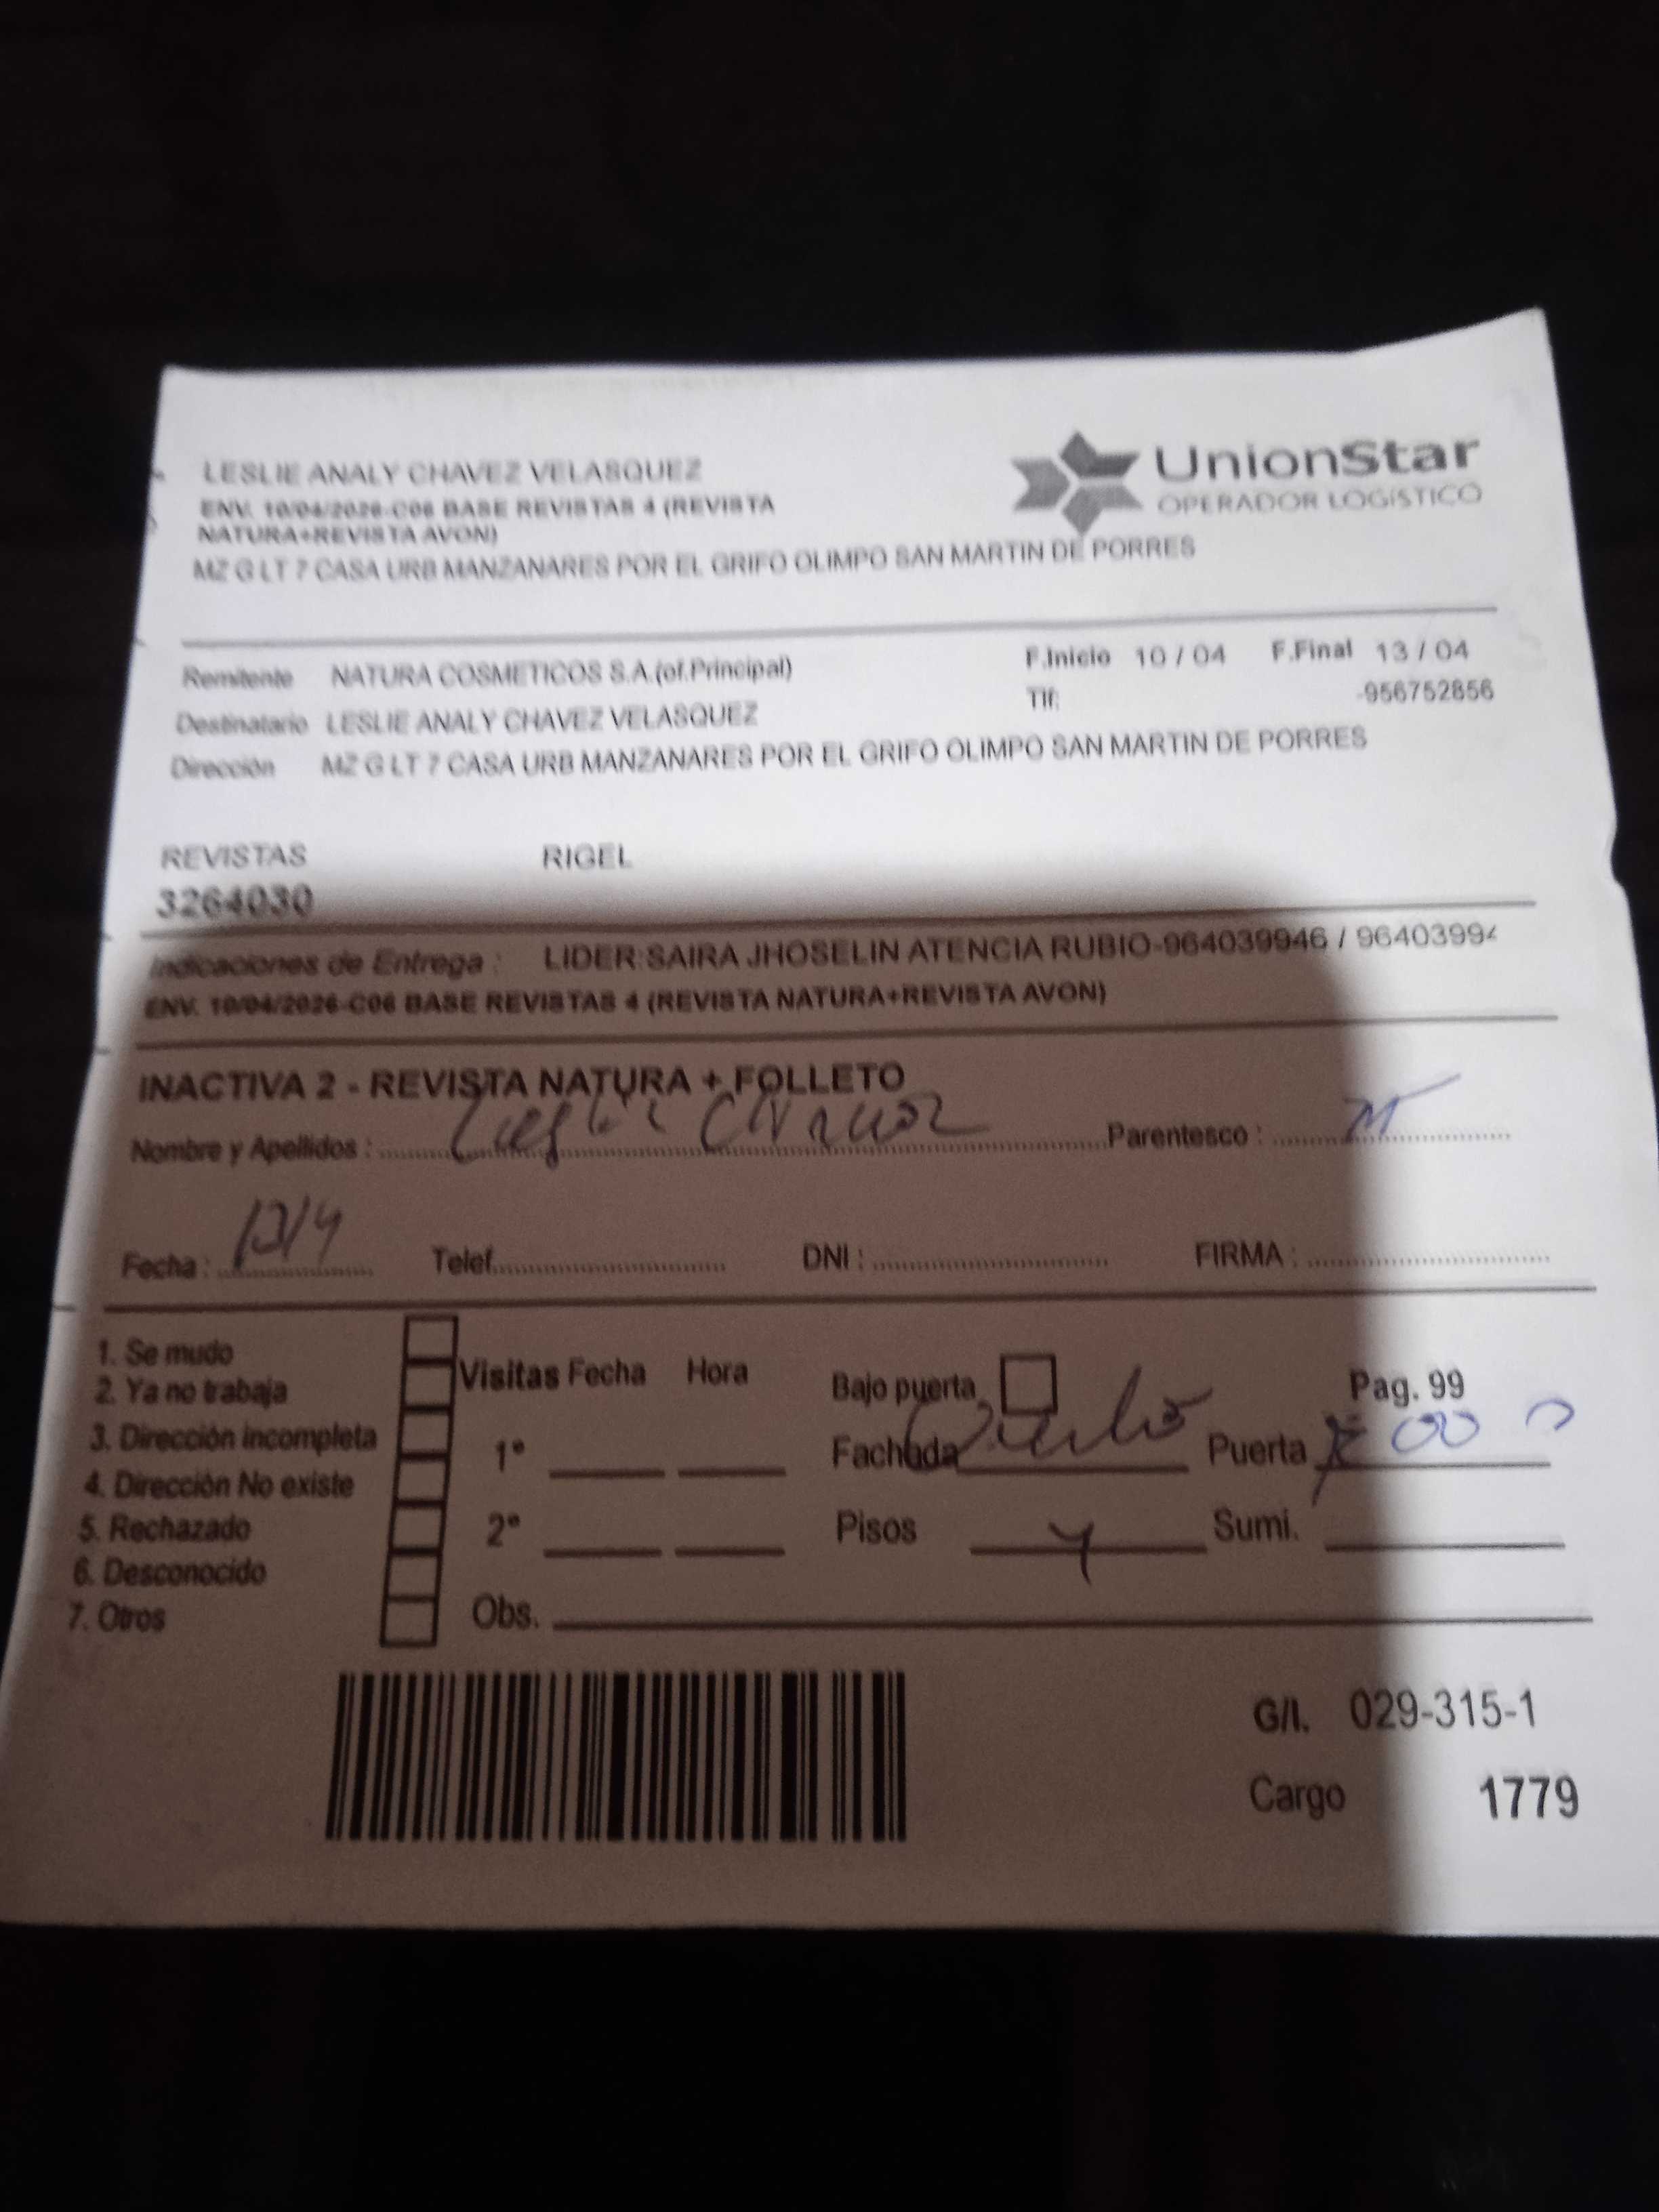 LESLIE ANALY CHAVEZ VELASQUEZ
UnionStar
OPERADOR LOGÍSTICO
ENV. 10/04/2026-C06 BASE REVISTAS 4 (REVISTA
NATURA+REVISTA AVON)
MZ G LT 7 CASA URB MANZANARES POR EL GRIFO OLIMPO SAN MARTIN DE PORRES
Remitente NATURA COSMETICOS S.A.(of.Principal) F.Inicio 10 / 04 F.Final 13 / 04
Destinatario LESLIE ANALY CHAVEZ VELASQUEZ Tlf: -956752856
Dirección MZ G LT 7 CASA URB MANZANARES POR EL GRIFO OLIMPO SAN MARTIN DE PORRES
REVISTAS RIGEL
3264030
Indicaciones de Entrega : LIDER:SAIRA JHOSELIN ATENCIA RUBIO-964039946 / 96403994
ENV. 10/04/2026-C06 BASE REVISTAS 4 (REVISTA NATURA+REVISTA AVON)
INACTIVA 2 - REVISTA NATURA + FOLLETO
Nombre y Apellidos : Parentesco :
Fecha : Telef. DNI : FIRMA :
1. Se mudo
2. Ya no trabaja
3. Dirección incompleta
4. Dirección No existe
5. Rechazado
6. Desconocido
7. Otros
Visitas Fecha Hora
1°
2°
Obs.
Bajo puerta Pag. 99
Fachada Puerta
Pisos 4 Sumi.
G/I. 029-315-1
Cargo 1779